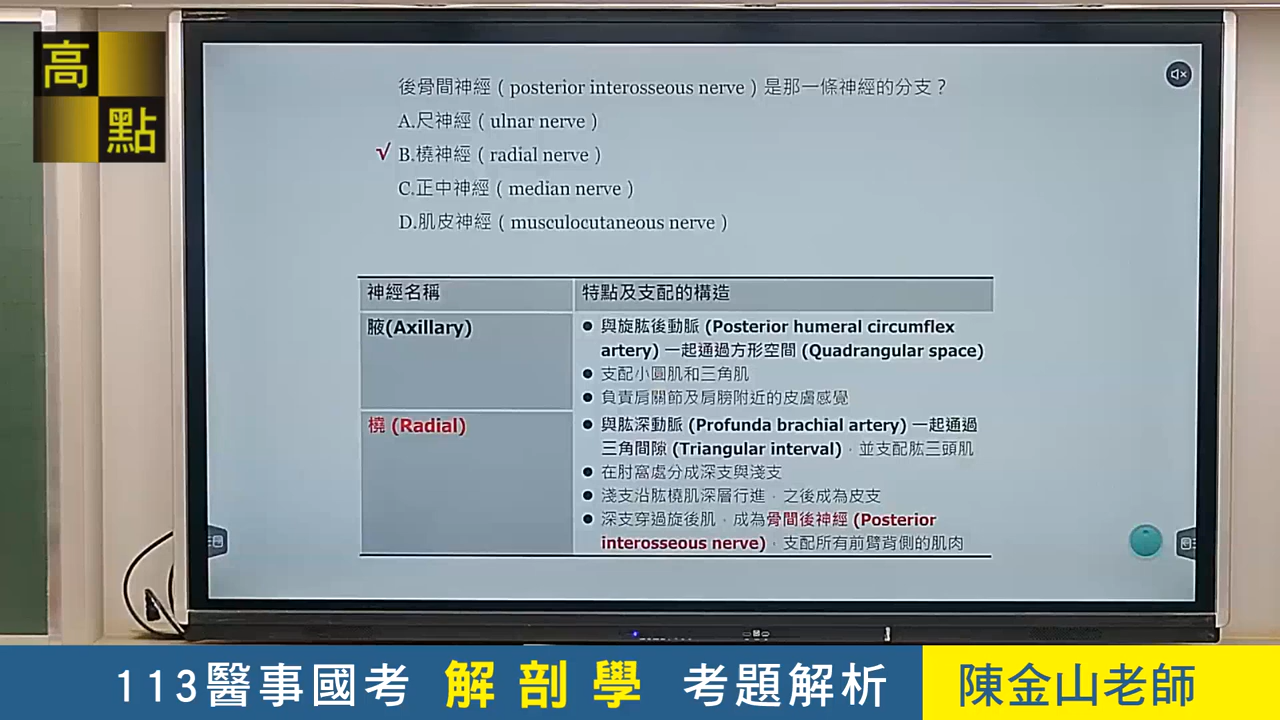 高
點
後骨間神經 ( posterior interosseous nerve ) 是那一條神經的分支？
A.尺神經 ( ulnar nerve )
√ B.橈神經 ( radial nerve )
C.正中神經 ( median nerve )
D.肌皮神經 ( musculocutaneous nerve )
神經名稱
特點及支配的構造
腋(Axillary)
● 與旋肱後動脈 (Posterior humeral circumflex
artery) 一起通過方形空間 (Quadrangular space)
● 支配小圓肌和三角肌
● 負責肩關節及肩膀附近的皮膚感覺
橈 (Radial)
● 與肱深動脈 (Profunda brachial artery) 一起通過
三角間隙 (Triangular interval)，並支配肱三頭肌
● 在肘窩處分成深支與淺支
● 淺支沿肱橈肌深層行進，之後成為皮支
● 深支穿過旋後肌，成為骨間後神經 (Posterior
interosseous nerve)，支配所有前臂背側的肌肉
113醫事國考 解剖學 考題解析 陳金山老師